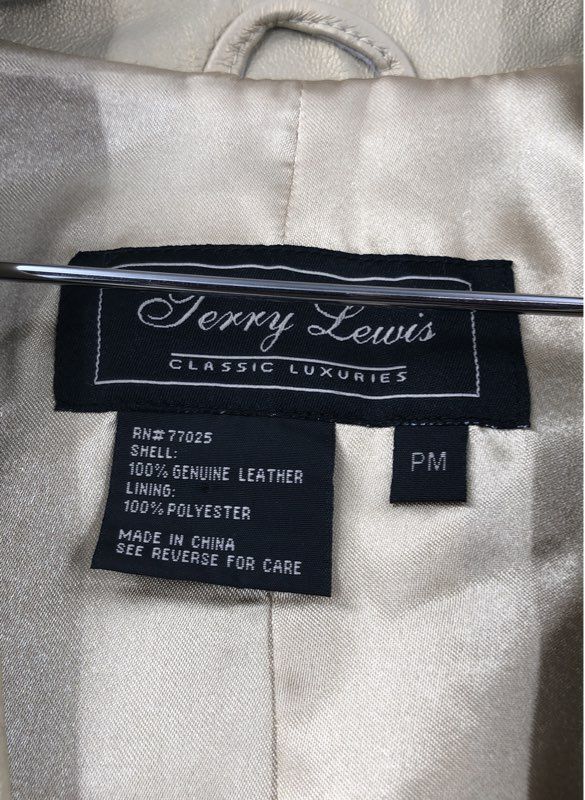 Terry Lewis
CLASSIC LUXURIES
RN#77025
SHELL:
100% GENUINE LEATHER
LINING:
100% POLYESTER
MADE IN CHINA
SEE REVERSE FOR CARE
PM